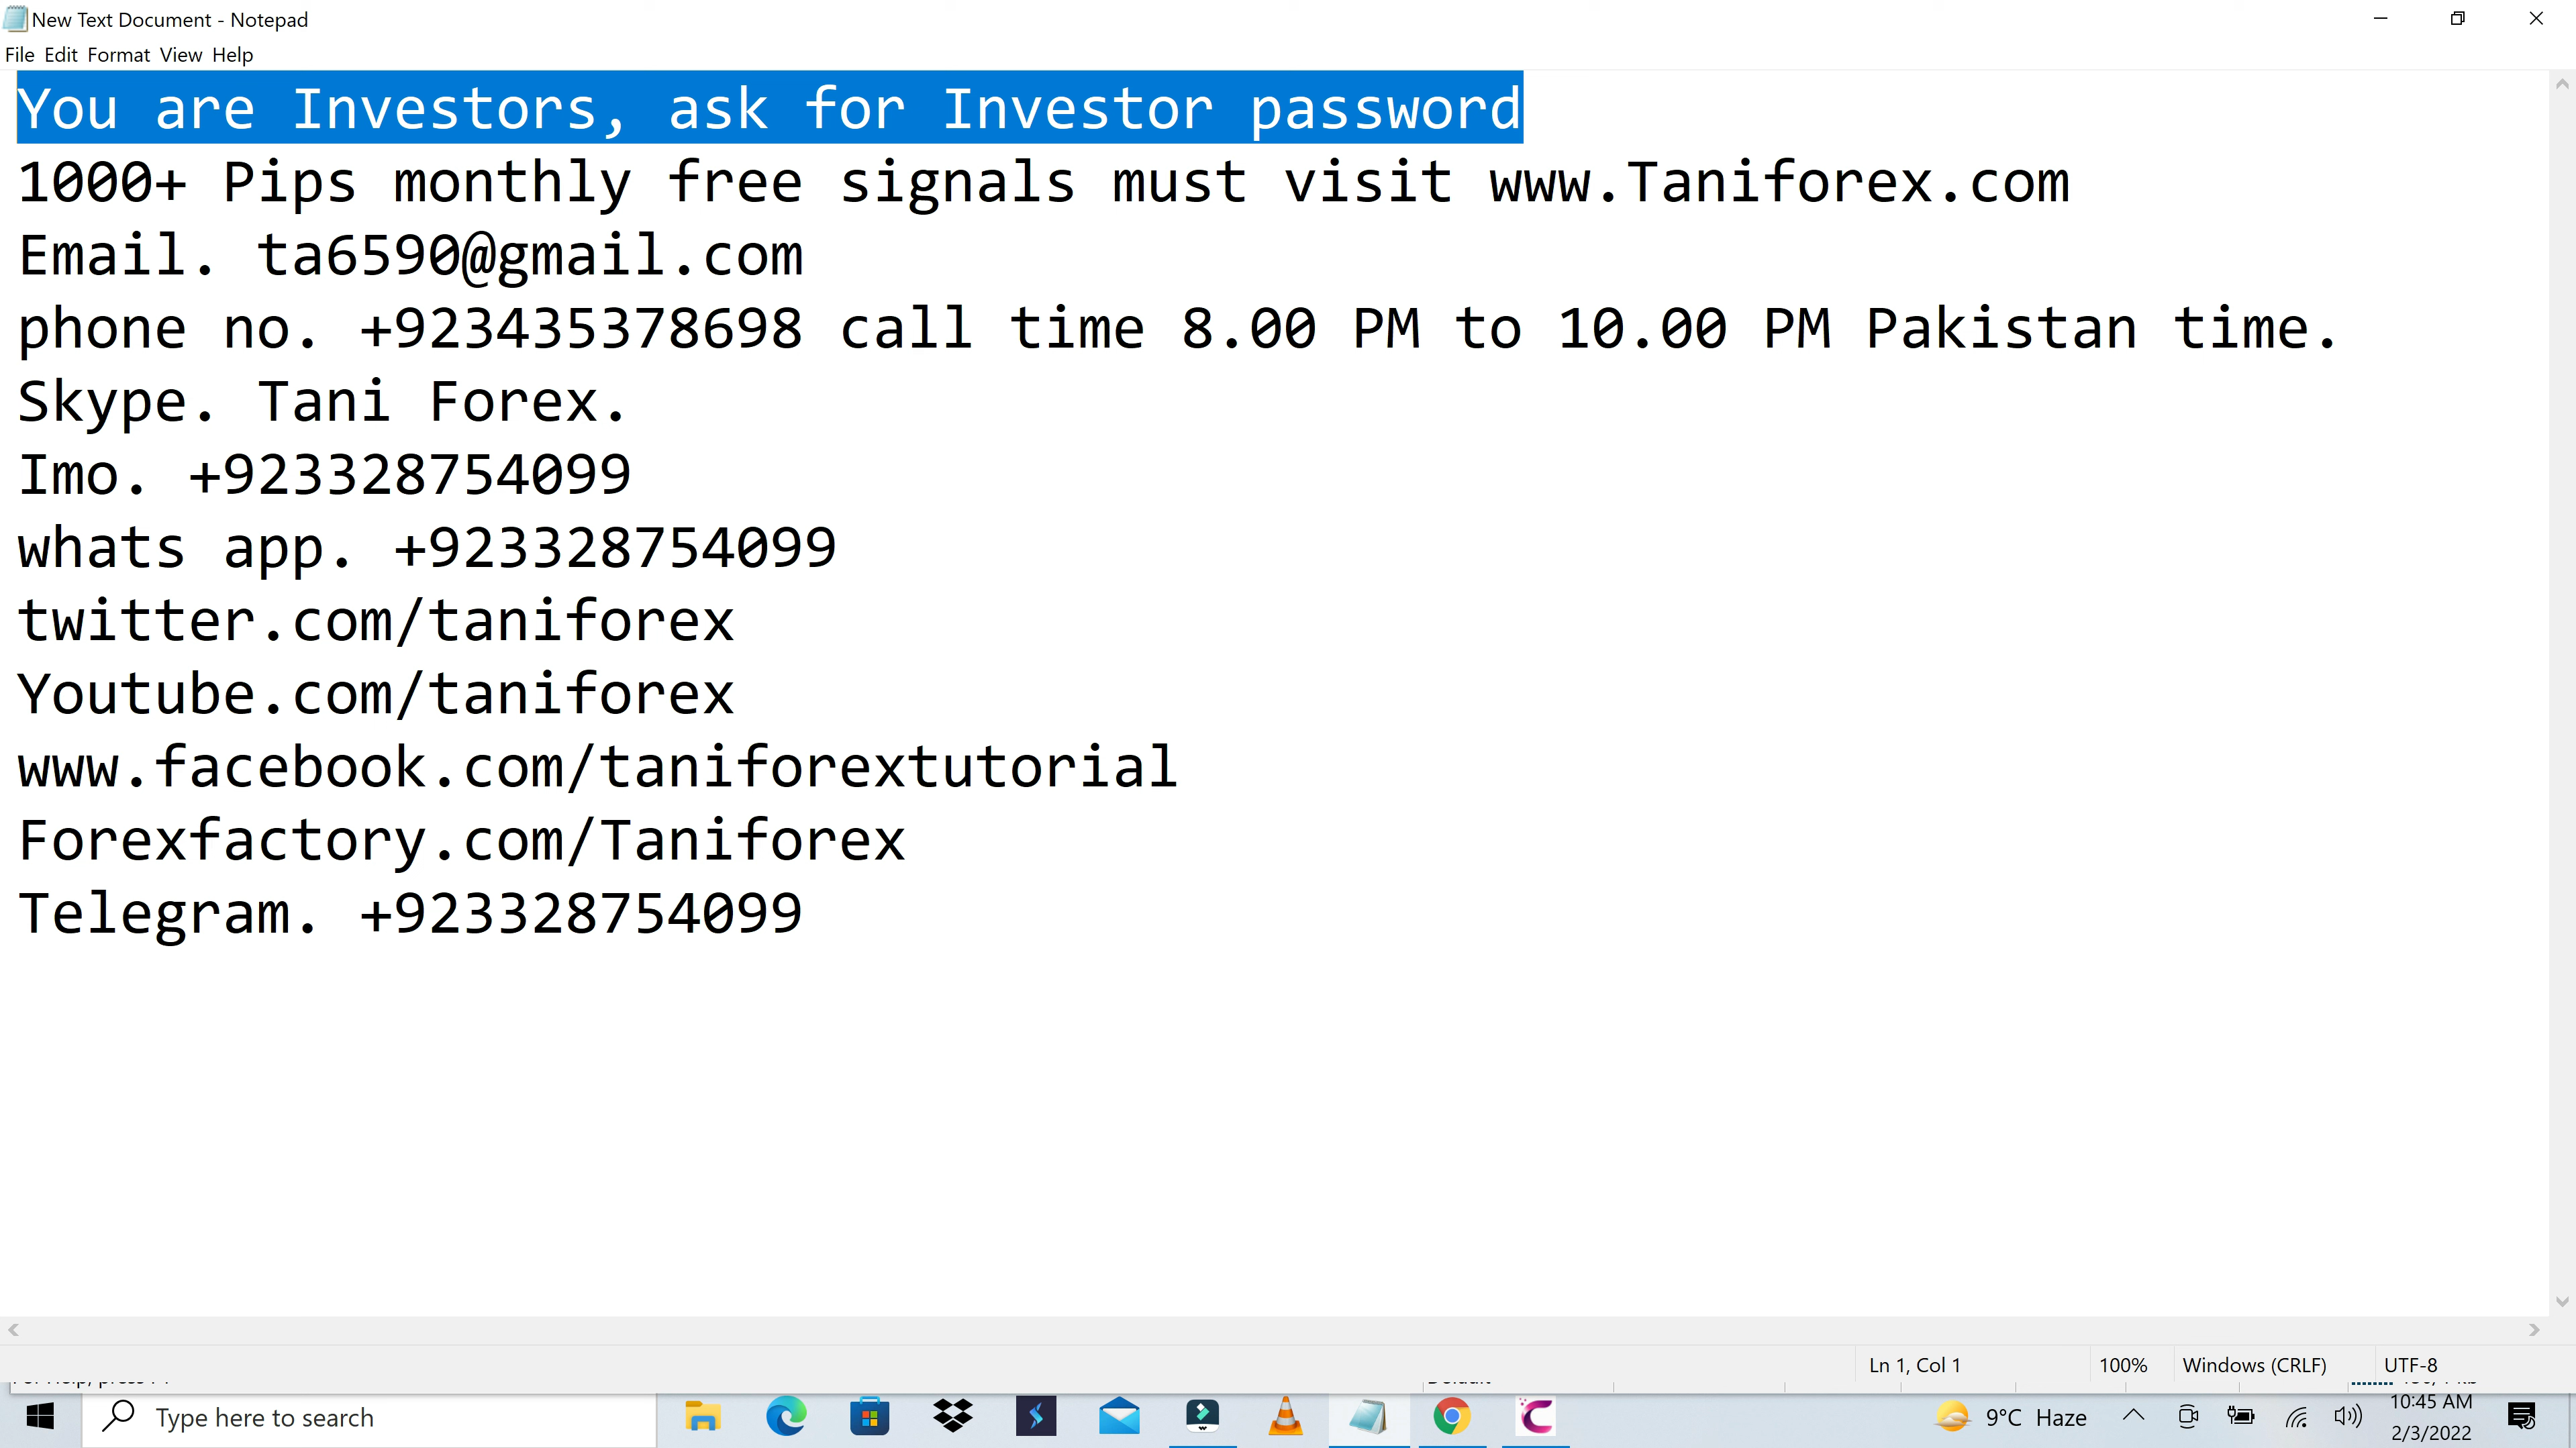 New Text Document - Notepad
File Edit Format View Help
You are Investors, ask for Investor password
1000+ Pips monthly free signals must visit www.Taniforex.com
Email. ta6590@gmail.com
phone no. +923435378698 call time 8.00 PM to 10.00 PM Pakistan time.
Skype. Tani Forex.
Imo. +923328754099
whats app. +923328754099
twitter.com/taniforex
Youtube.com/taniforex
www.facebook.com/taniforextutorial
Forexfactory.com/Taniforex
Telegram. +923328754099
Ln 1, Col 1 100% Windows (CRLF) UTF-8
Type here to search
9°C Haze
10:45 AM
2/3/2022